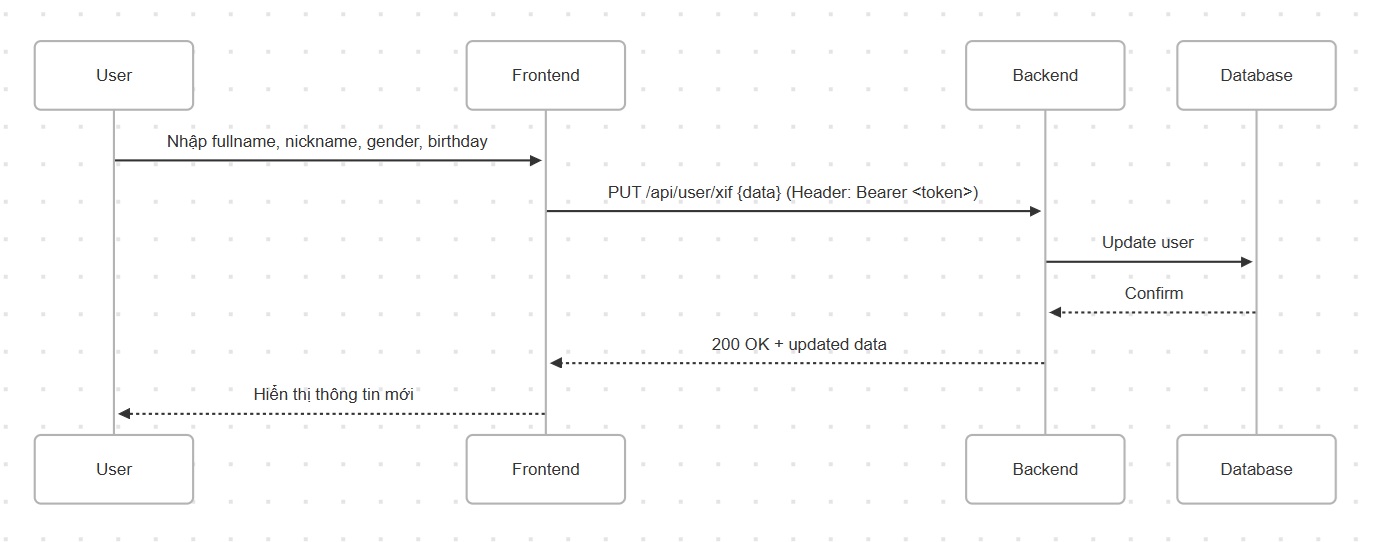 User
Frontend
Backend
Database
Nhập fullname, nickname, gender, birthday
PUT /api/user/xif {data} (Header: Bearer <token>)
Update user
Confirm
200 OK + updated data
Hiển thị thông tin mới
User
Frontend
Backend
Database